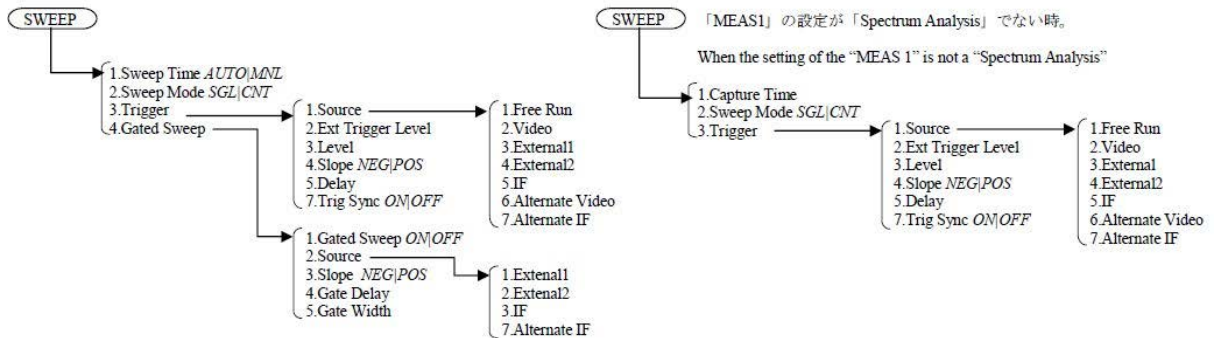 SWEEP
1.Sweep Time AUTO|MNL
2.Sweep Mode SGL|CNT
3.Trigger
4.Gated Sweep
1.Source
2.Ext Trigger Level
3.Level
4.Slope NEG|POS
5.Delay
7.Trig Sync ON|OFF
1.Free Run
2.Video
3.External1
4.External2
5.IF
6.Alternate Video
7.Alternate IF
1.Gated Sweep ON|OFF
2.Source
3.Slope NEG|POS
4.Gate Delay
5.Gate Width
1.Extenal1
2.Extenal2
3.IF
7.Alternate IF
SWEEP
「MEAS1」の設定が「Spectrum Analysis」でない時。
When the setting of the “MEAS 1” is not a “Spectrum Analysis”
1.Capture Time
2.Sweep Mode SGL|CNT
3.Trigger
1.Source
2.Ext Trigger Level
3.Level
4.Slope NEG|POS
5.Delay
7.Trig Sync ON|OFF
1.Free Run
2.Video
3.External
4.External2
5.IF
6.Alternate Video
7.Alternate IF